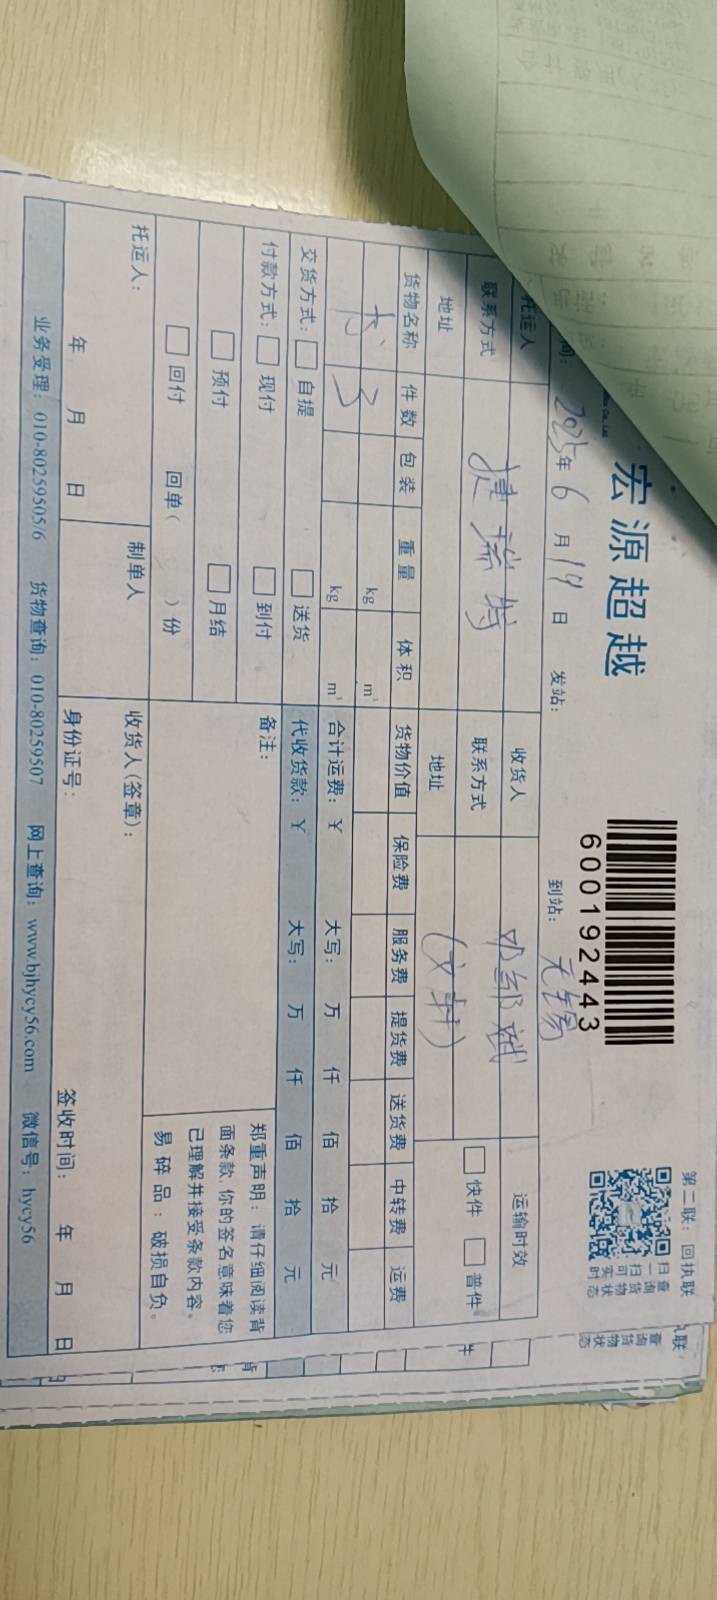 第二联：回执联
宏源超越
6001992443
扫一扫可实时
查询货物状态
2025年6月19日 发站： 到站：无锡
托运人 收货人 运输时效
联系方式 捷瑞特 联系方式 快件 普件
地址 地址 (文轩)
货物名称 件数 包装 重量 体积 货物价值 保险费 服务费 提货费 送货费 中转费 运费
kg m³
3 kg m³ 合计运费：￥ 大写： 万 仟 佰 拾 元
交货方式： 自提 送货 代收货款：￥ 大写： 万 仟 佰 拾 元
付款方式： 现付 到付 备注：
预付 月结
回付 回单( )份
郑重声明：请仔细阅读背
面条款，你的签名意味着您
已理解并接受条款内容。
易碎品：破损自负。
托运人： 制单人 收货人(签章)：
年 月 日 身份证号： 签收时间： 年 月 日
业务受理：010-80259505/6 货物查询：010-80259507 网上查询：www.bjhycy56.com 微信号：hycy56